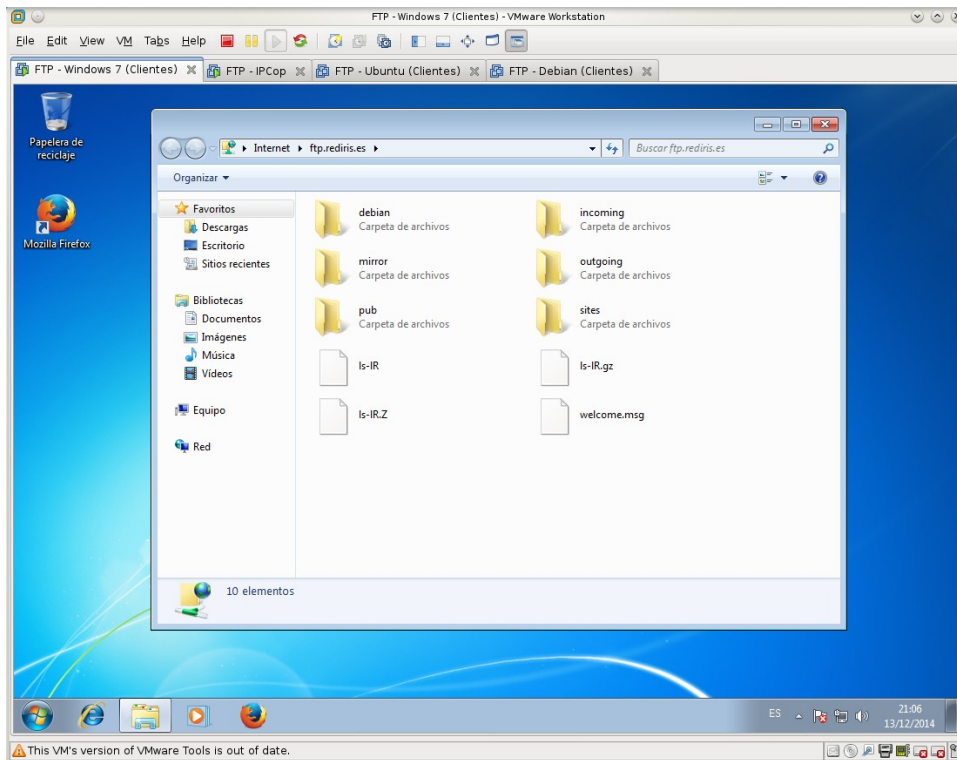 FTP - Windows 7 (Clientes) - VMware Workstation
File Edit View VM Tabs Help
FTP - Windows 7 (Clientes) FTP - IPCop FTP - Ubuntu (Clientes) FTP - Debian (Clientes)
Papelera de
reciclaje
Mozilla Firefox
Internet ftp.rediris.es Buscar ftp.rediris.es
Organizar
Favoritos
Descargas
Escritorio
Sitios recientes
Bibliotecas
Documentos
Imágenes
Música
Vídeos
Equipo
Red
debian
Carpeta de archivos
incoming
Carpeta de archivos
mirror
Carpeta de archivos
outgoing
Carpeta de archivos
pub
Carpeta de archivos
sites
Carpeta de archivos
ls-lR
ls-lR.gz
ls-lR.Z
welcome.msg
10 elementos
ES
21:06
13/12/2014
This VM's version of VMware Tools is out of date.